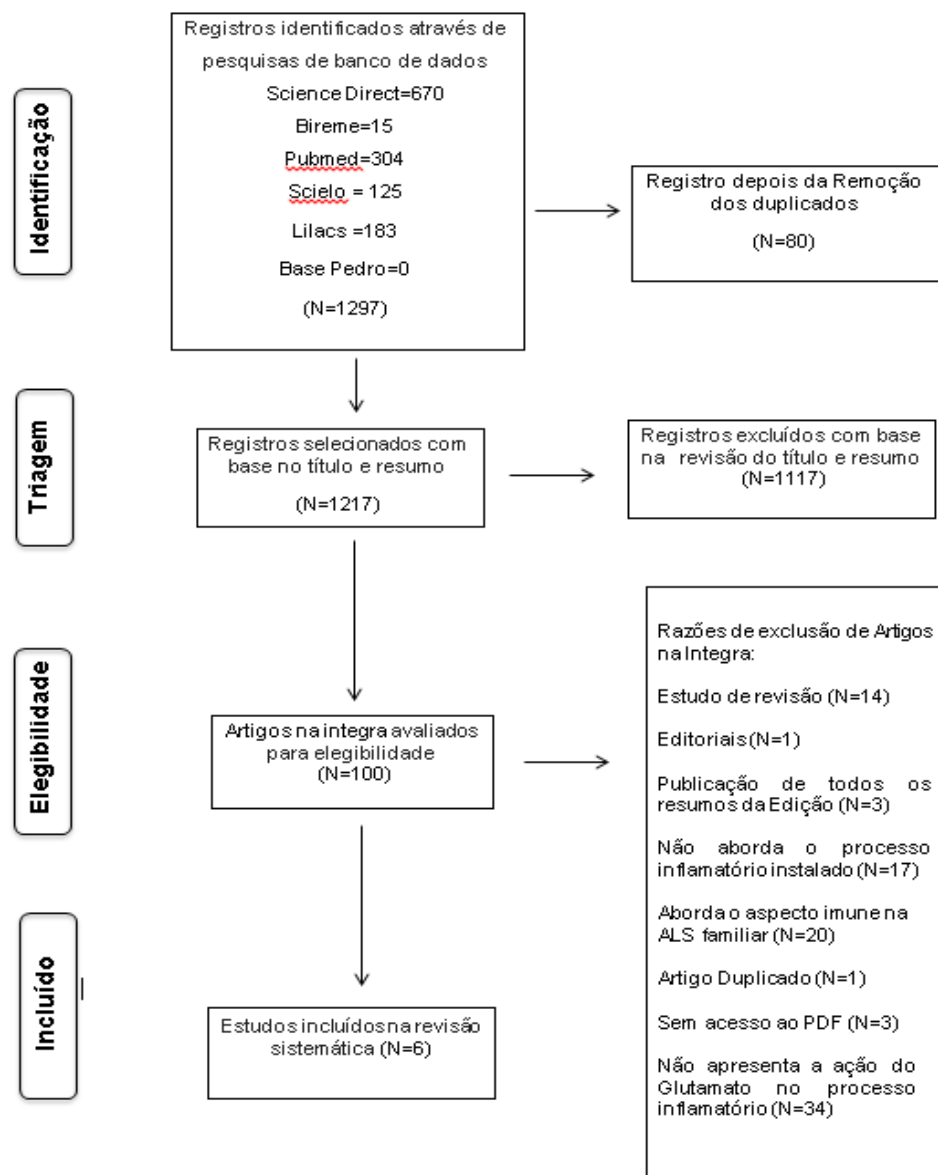 Identificação
Registros identificados através de
pesquisas de banco de dados
Science Direct=670
Bireme=15
Pubmed=304
Scielo = 125
Lilacs =183
Base Pedro=0
(N=1297)
Registro depois da Remoção
dos duplicados
(N=80)
Triagem
Registros selecionados com
base no título e resumo
(N=1217)
Registros excluídos com base
na revisão do título e resumo
(N=1117)
Elegibilidade
Artigos na integra avaliados
para elegibilidade
(N=100)
Razões de exclusão de Artigos
na Integra:
Estudo de revisão (N=14)
Editoriais (N=1)
Publicação de todos os
resumos da Edição (N=3)
Não aborda o processo
inflamatório instalado (N=17)
Aborda o aspecto imune na
ALS familiar (N=20)
Artigo Duplicado (N=1)
Sem acesso ao PDF (N=3)
Não apresenta a ação do
Glutamato no processo
inflamatório (N=34)
Incluído
Estudos incluídos na revisão
sistemática (N=6)